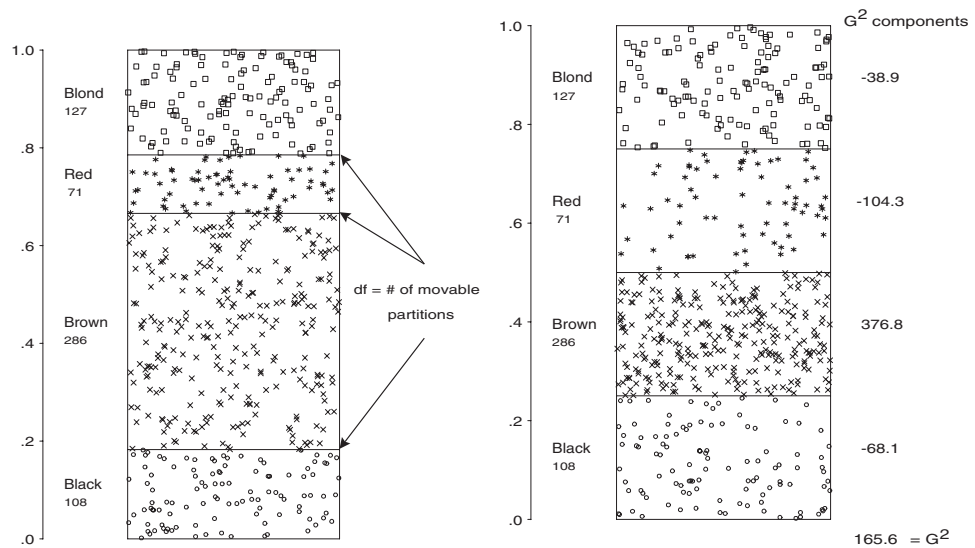 1.0
.8
.6
.4
.2
.0
Blond
127
Red
71
Brown
286
Black
108
df = # of movable
partitions
1.0
.8
.6
.4
.2
.0
Blond
127
Red
71
Brown
286
Black
108
G² components
-38.9
-104.3
376.8
-68.1
165.6 = G²